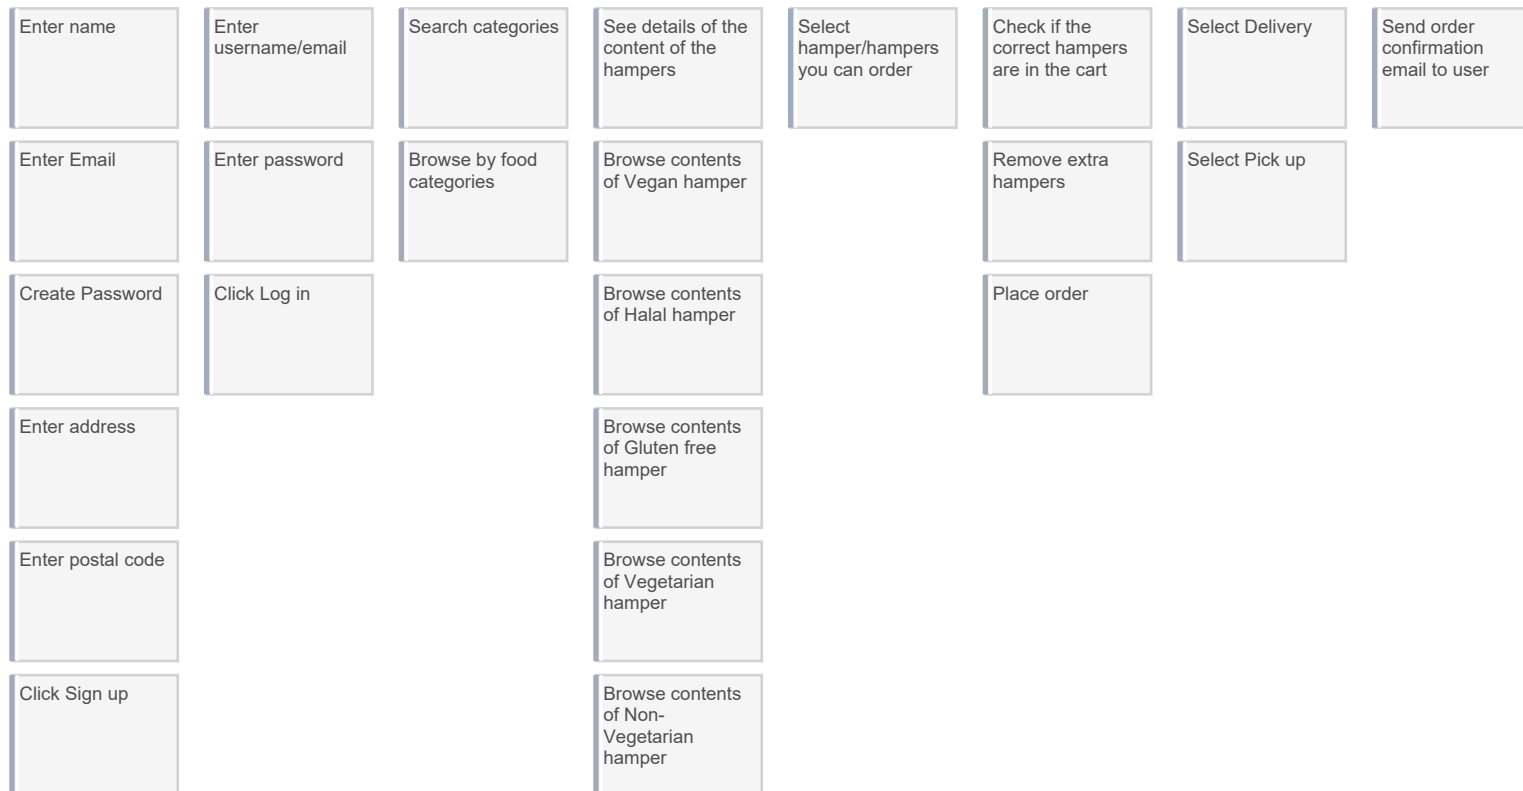 Enter name
Enter
username/email
Search categories
See details of the
content of the
hampers
Select
hamper/hampers
you can order
Check if the
correct hampers
are in the cart
Select Delivery
Send order
confirmation
email to user
Enter Email
Enter password
Browse by food
categories
Browse contents
of Vegan hamper
Remove extra
hampers
Select Pick up
Create Password
Click Log in
Browse contents
of Halal hamper
Place order
Enter address
Browse contents
of Gluten free
hamper
Enter postal code
Browse contents
of Vegetarian
hamper
Click Sign up
Browse contents
of Non-
Vegetarian
hamper